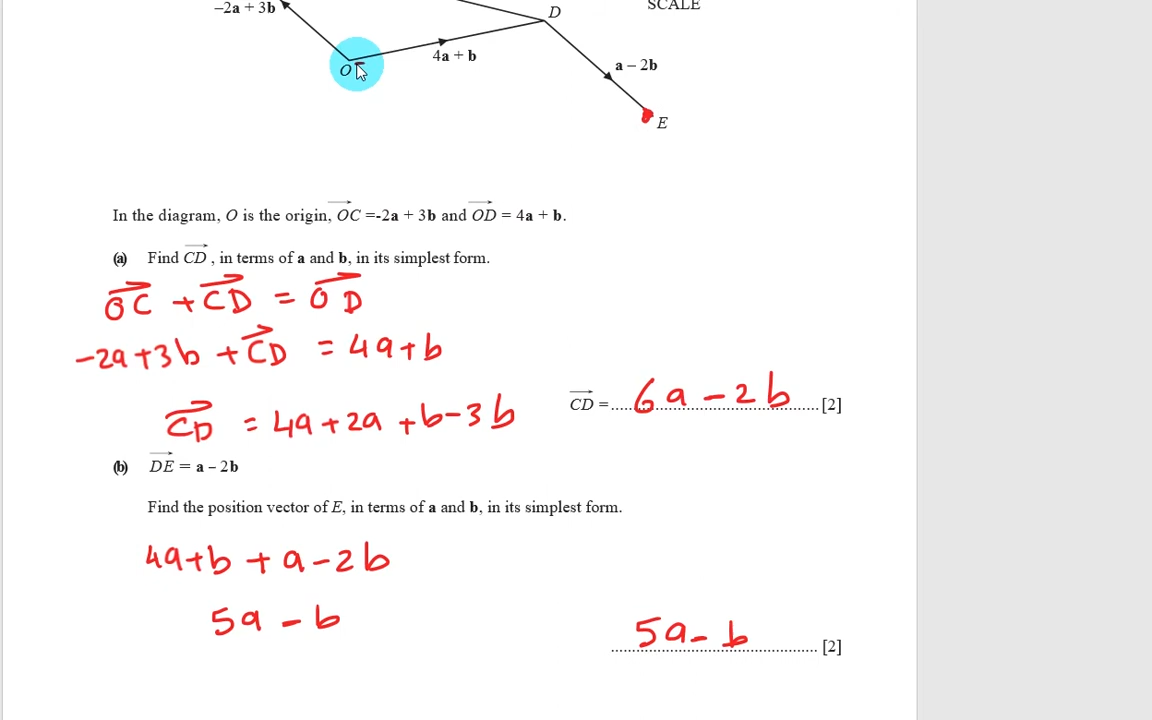 -2a + 3b
D
SCALE
O
4a + b
a – 2b
E
In the diagram, O is the origin, OC =-2a + 3b and OD = 4a + b.
(a) Find CD , in terms of a and b, in its simplest form.
OC + CD = OD
-2a+3b + CD = 4a+b
CD = 4a+2a +b-3b
CD = 6a - 2b [2]
(b) DE = a – 2b
Find the position vector of E, in terms of a and b, in its simplest form.
4a+b + a-2b
5a - b
5a - b [2]